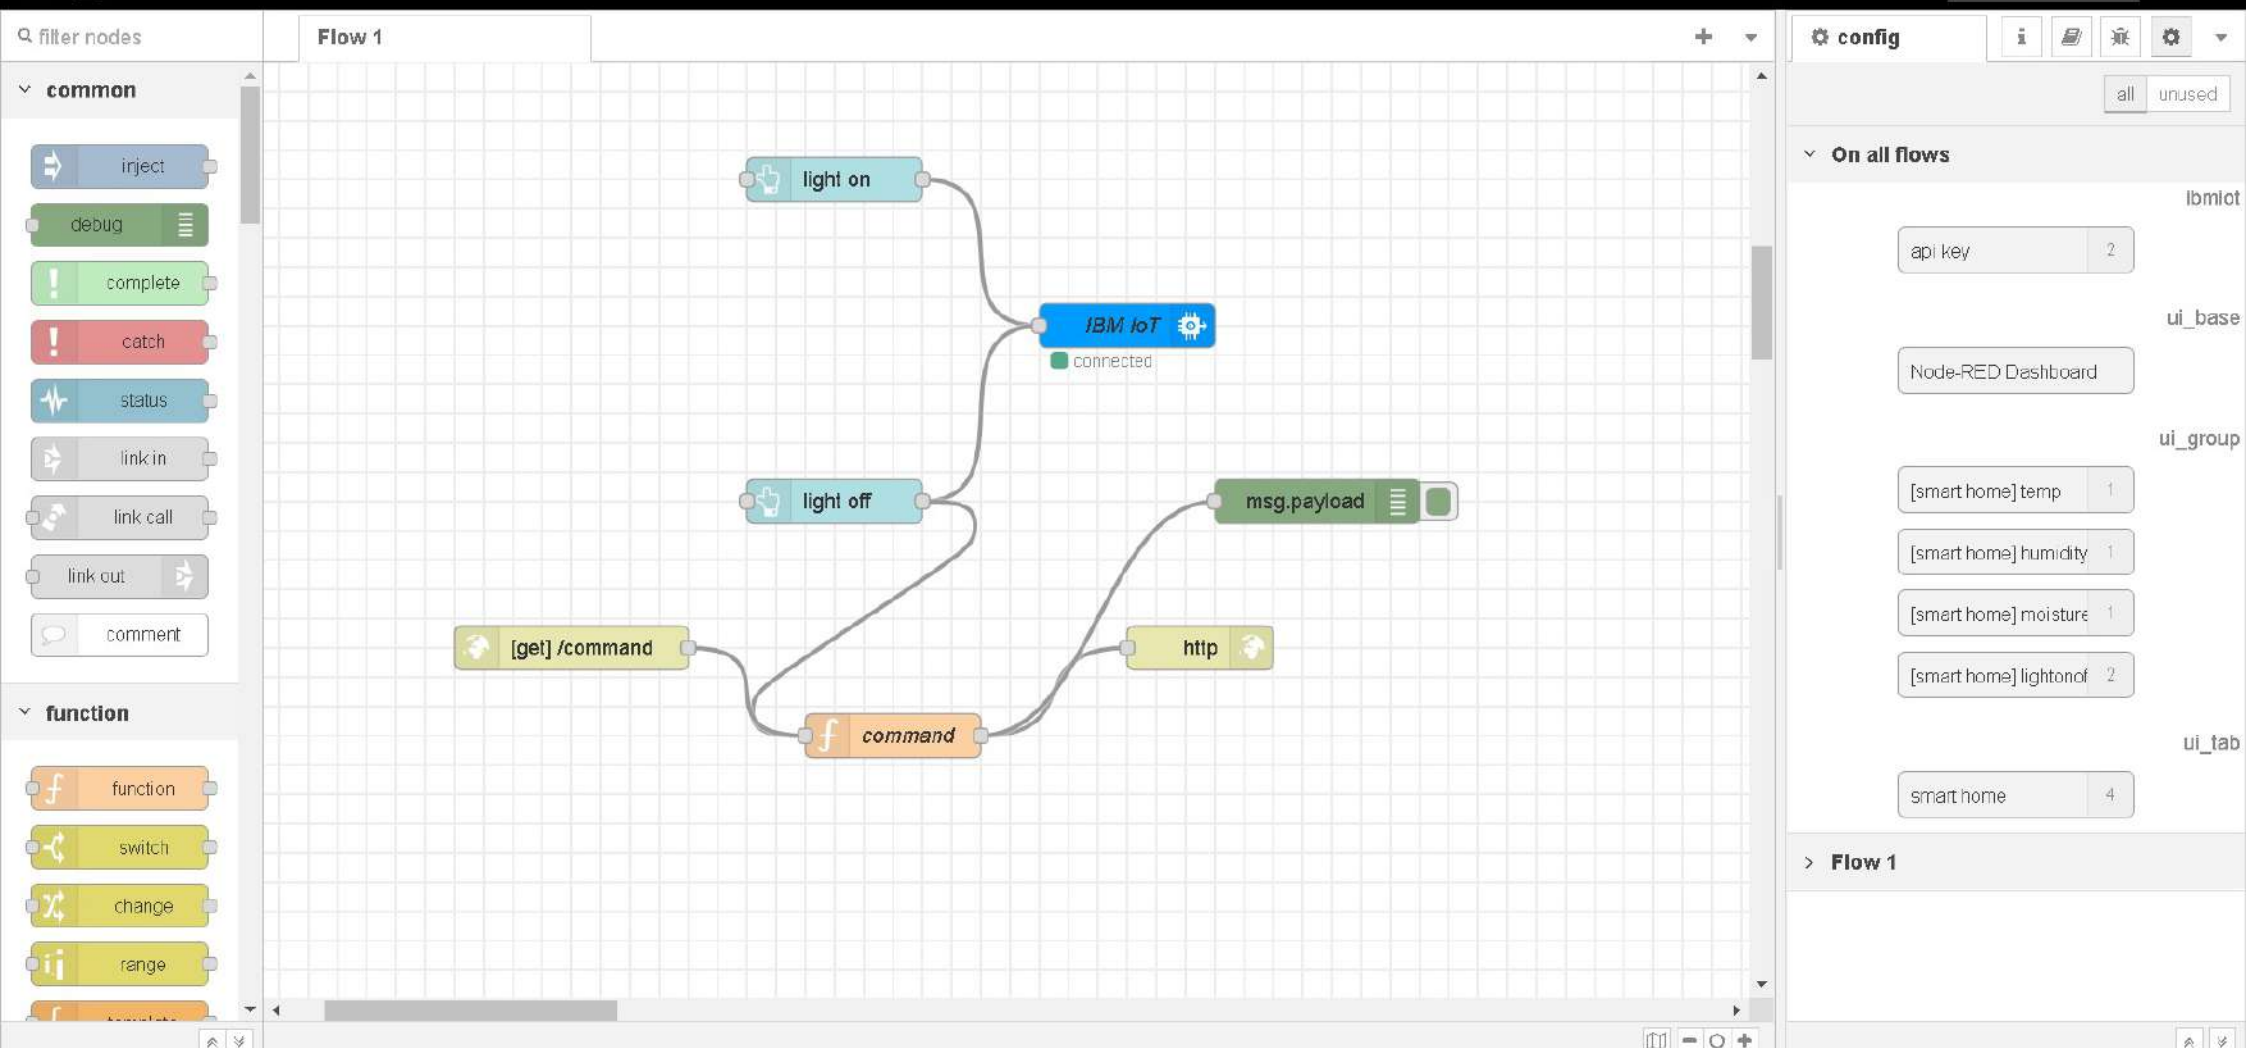 filter nodes
common
inject
debug
complete
catch
status
link in
link call
link out
comment
function
function
switch
change
range
Flow 1
light on
IBM IoT
connected
light off
msg.payload
[get] /command
http
command
config
all
unused
On all flows
ibmiot
api key 2
ui_base
Node-RED Dashboard
ui_group
[smart home] temp 1
[smart home] humidity 1
[smart home] moisture 1
[smart home] lightonof 2
ui_tab
smart home 4
Flow 1